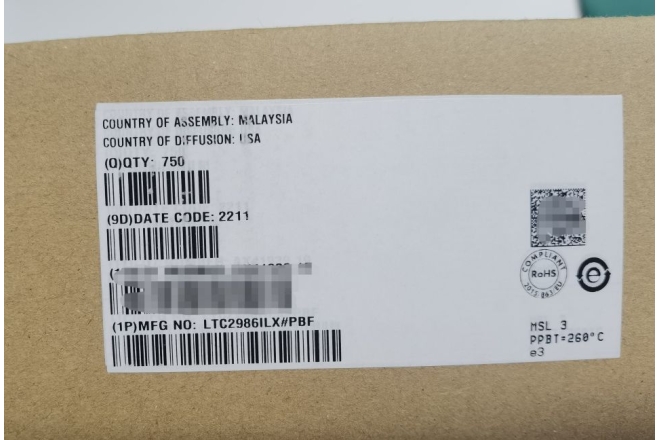 COUNTRY OF ASSEMBLY: MALAYSIA
COUNTRY OF DIFFUSION: USA
(Q)QTY: 750
(9D)DATE CODE: 2211
(1P)MFG NO: LTC2986ILX#PBF
COMPLIANT
RoHS
e
MSL 3
PPBT=260°C
e3